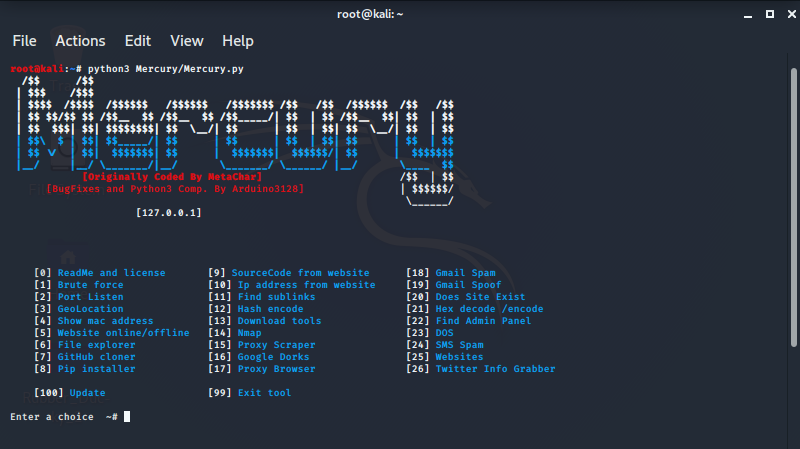 root@kali: ~
File Actions Edit View Help
root@kali:~# python3 Mercury/Mercury.py
Mercury
[Originally Coded By MetaChar]
[BugFixes and Python3 Comp. By Arduino3128]
[127.0.0.1]
[0] ReadMe and license [9] SourceCode from website [18] Gmail Spam
[1] Brute force [10] Ip address from website [19] Gmail Spoof
[2] Port Listen [11] Find sublinks [20] Does Site Exist
[3] GeoLocation [12] Hash encode [21] Hex decode /encode
[4] Show mac address [13] Download tools [22] Find Admin Panel
[5] Website online/offline [14] Nmap [23] DOS
[6] File explorer [15] Proxy Scraper [24] SMS Spam
[7] GitHub cloner [16] Google Dorks [25] Websites
[8] Pip installer [17] Proxy Browser [26] Twitter Info Grabber
[100] Update [99] Exit tool
Enter a choice ~#